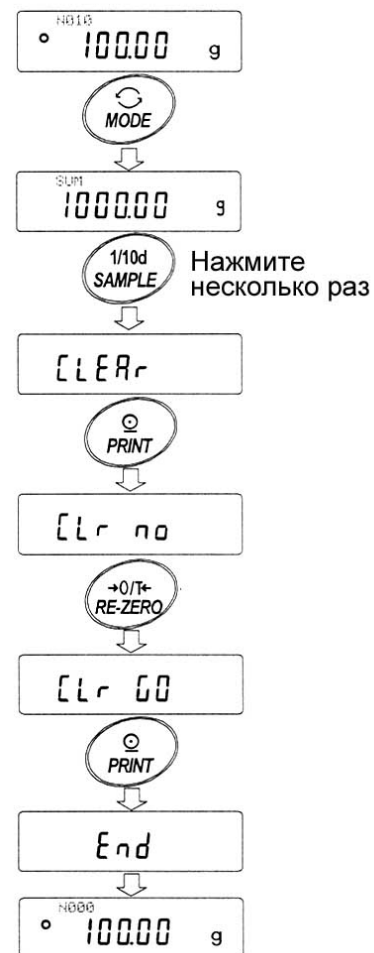 N010
100.00 g
MODE
SUM
1000.00 g
1/10d
SAMPLE
Нажмите
несколько раз
CLEAr
PRINT
CLr no
→0/T←
RE-ZERO
CLr GO
PRINT
End
N000
100.00 g